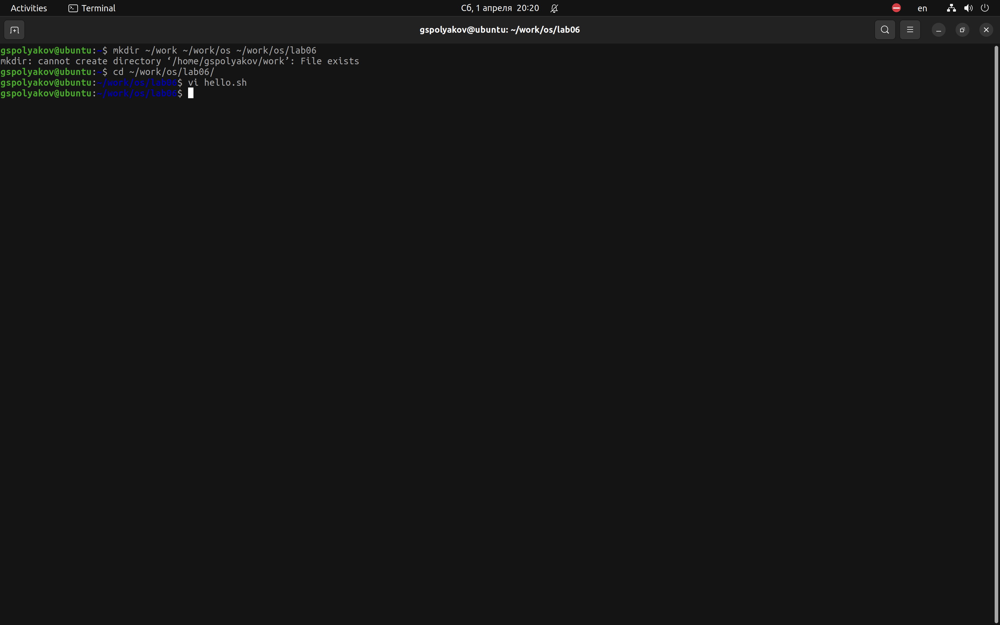 Activities Terminal Сб, 1 апреля 20:20 en
gspolyakov@ubuntu: ~/work/os/lab06
gspolyakov@ubuntu:~$ mkdir ~/work ~/work/os ~/work/os/lab06
mkdir: cannot create directory ‘/home/gspolyakov/work’: File exists
gspolyakov@ubuntu:~$ cd ~/work/os/lab06/
gspolyakov@ubuntu:~/work/os/lab06$ vi hello.sh
gspolyakov@ubuntu:~/work/os/lab06$